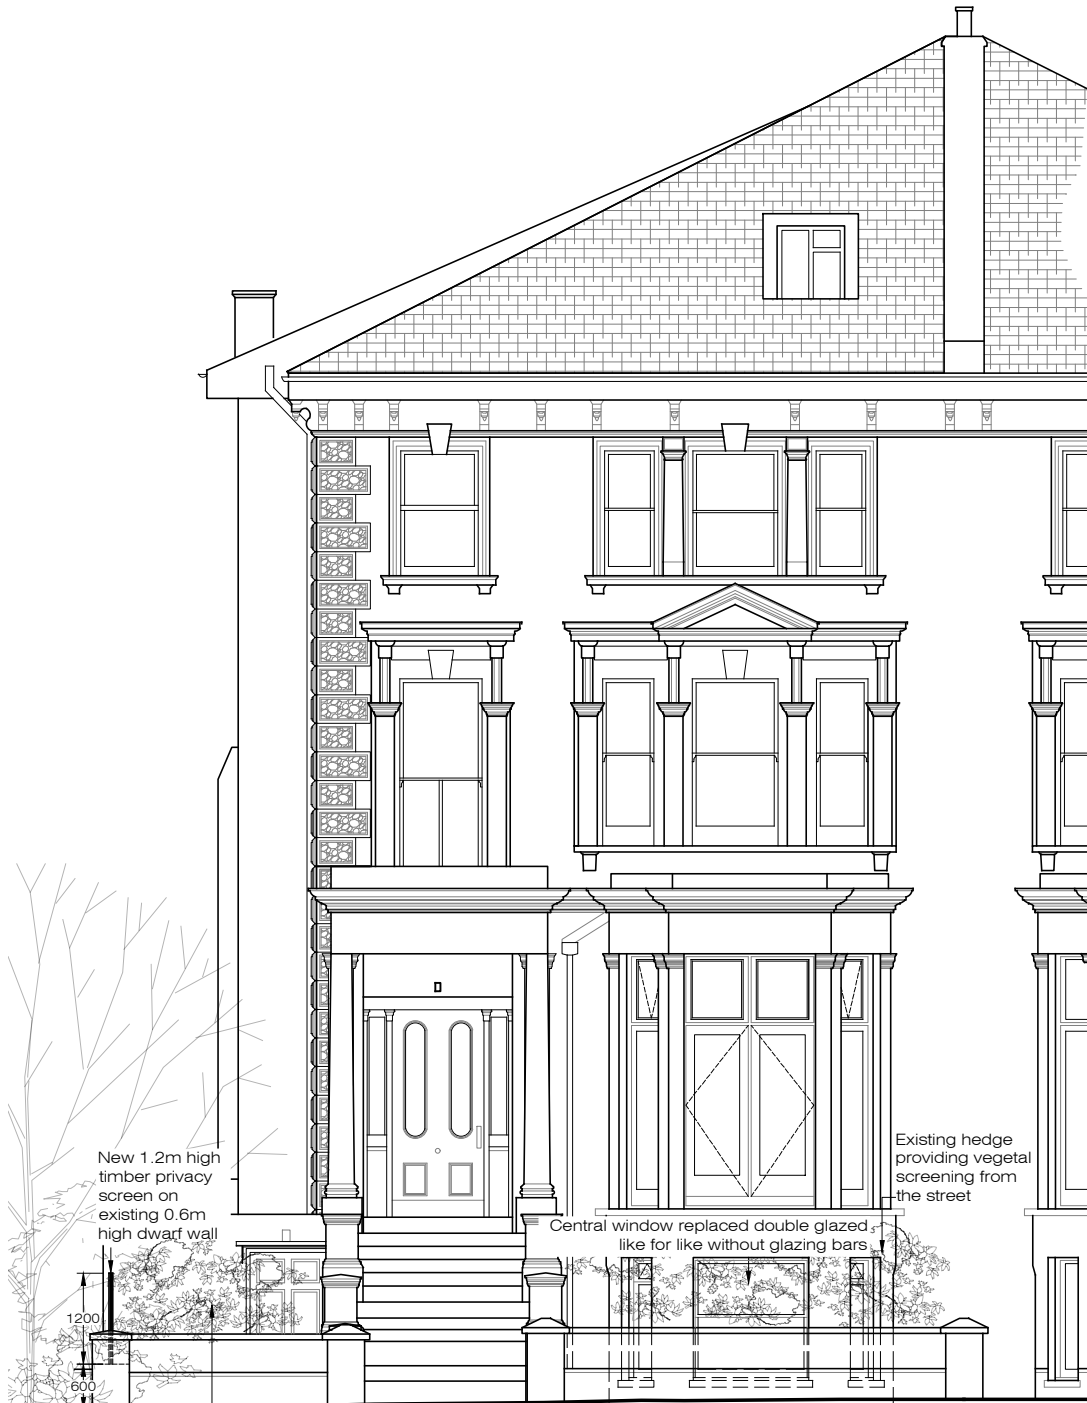 New 1.2m high
timber privacy
screen on
existing 0.6m
high dwarf wall
Existing hedge
providing vegetal
screening from
the street
Central window replaced double glazed
like for like without glazing bars
1200
600